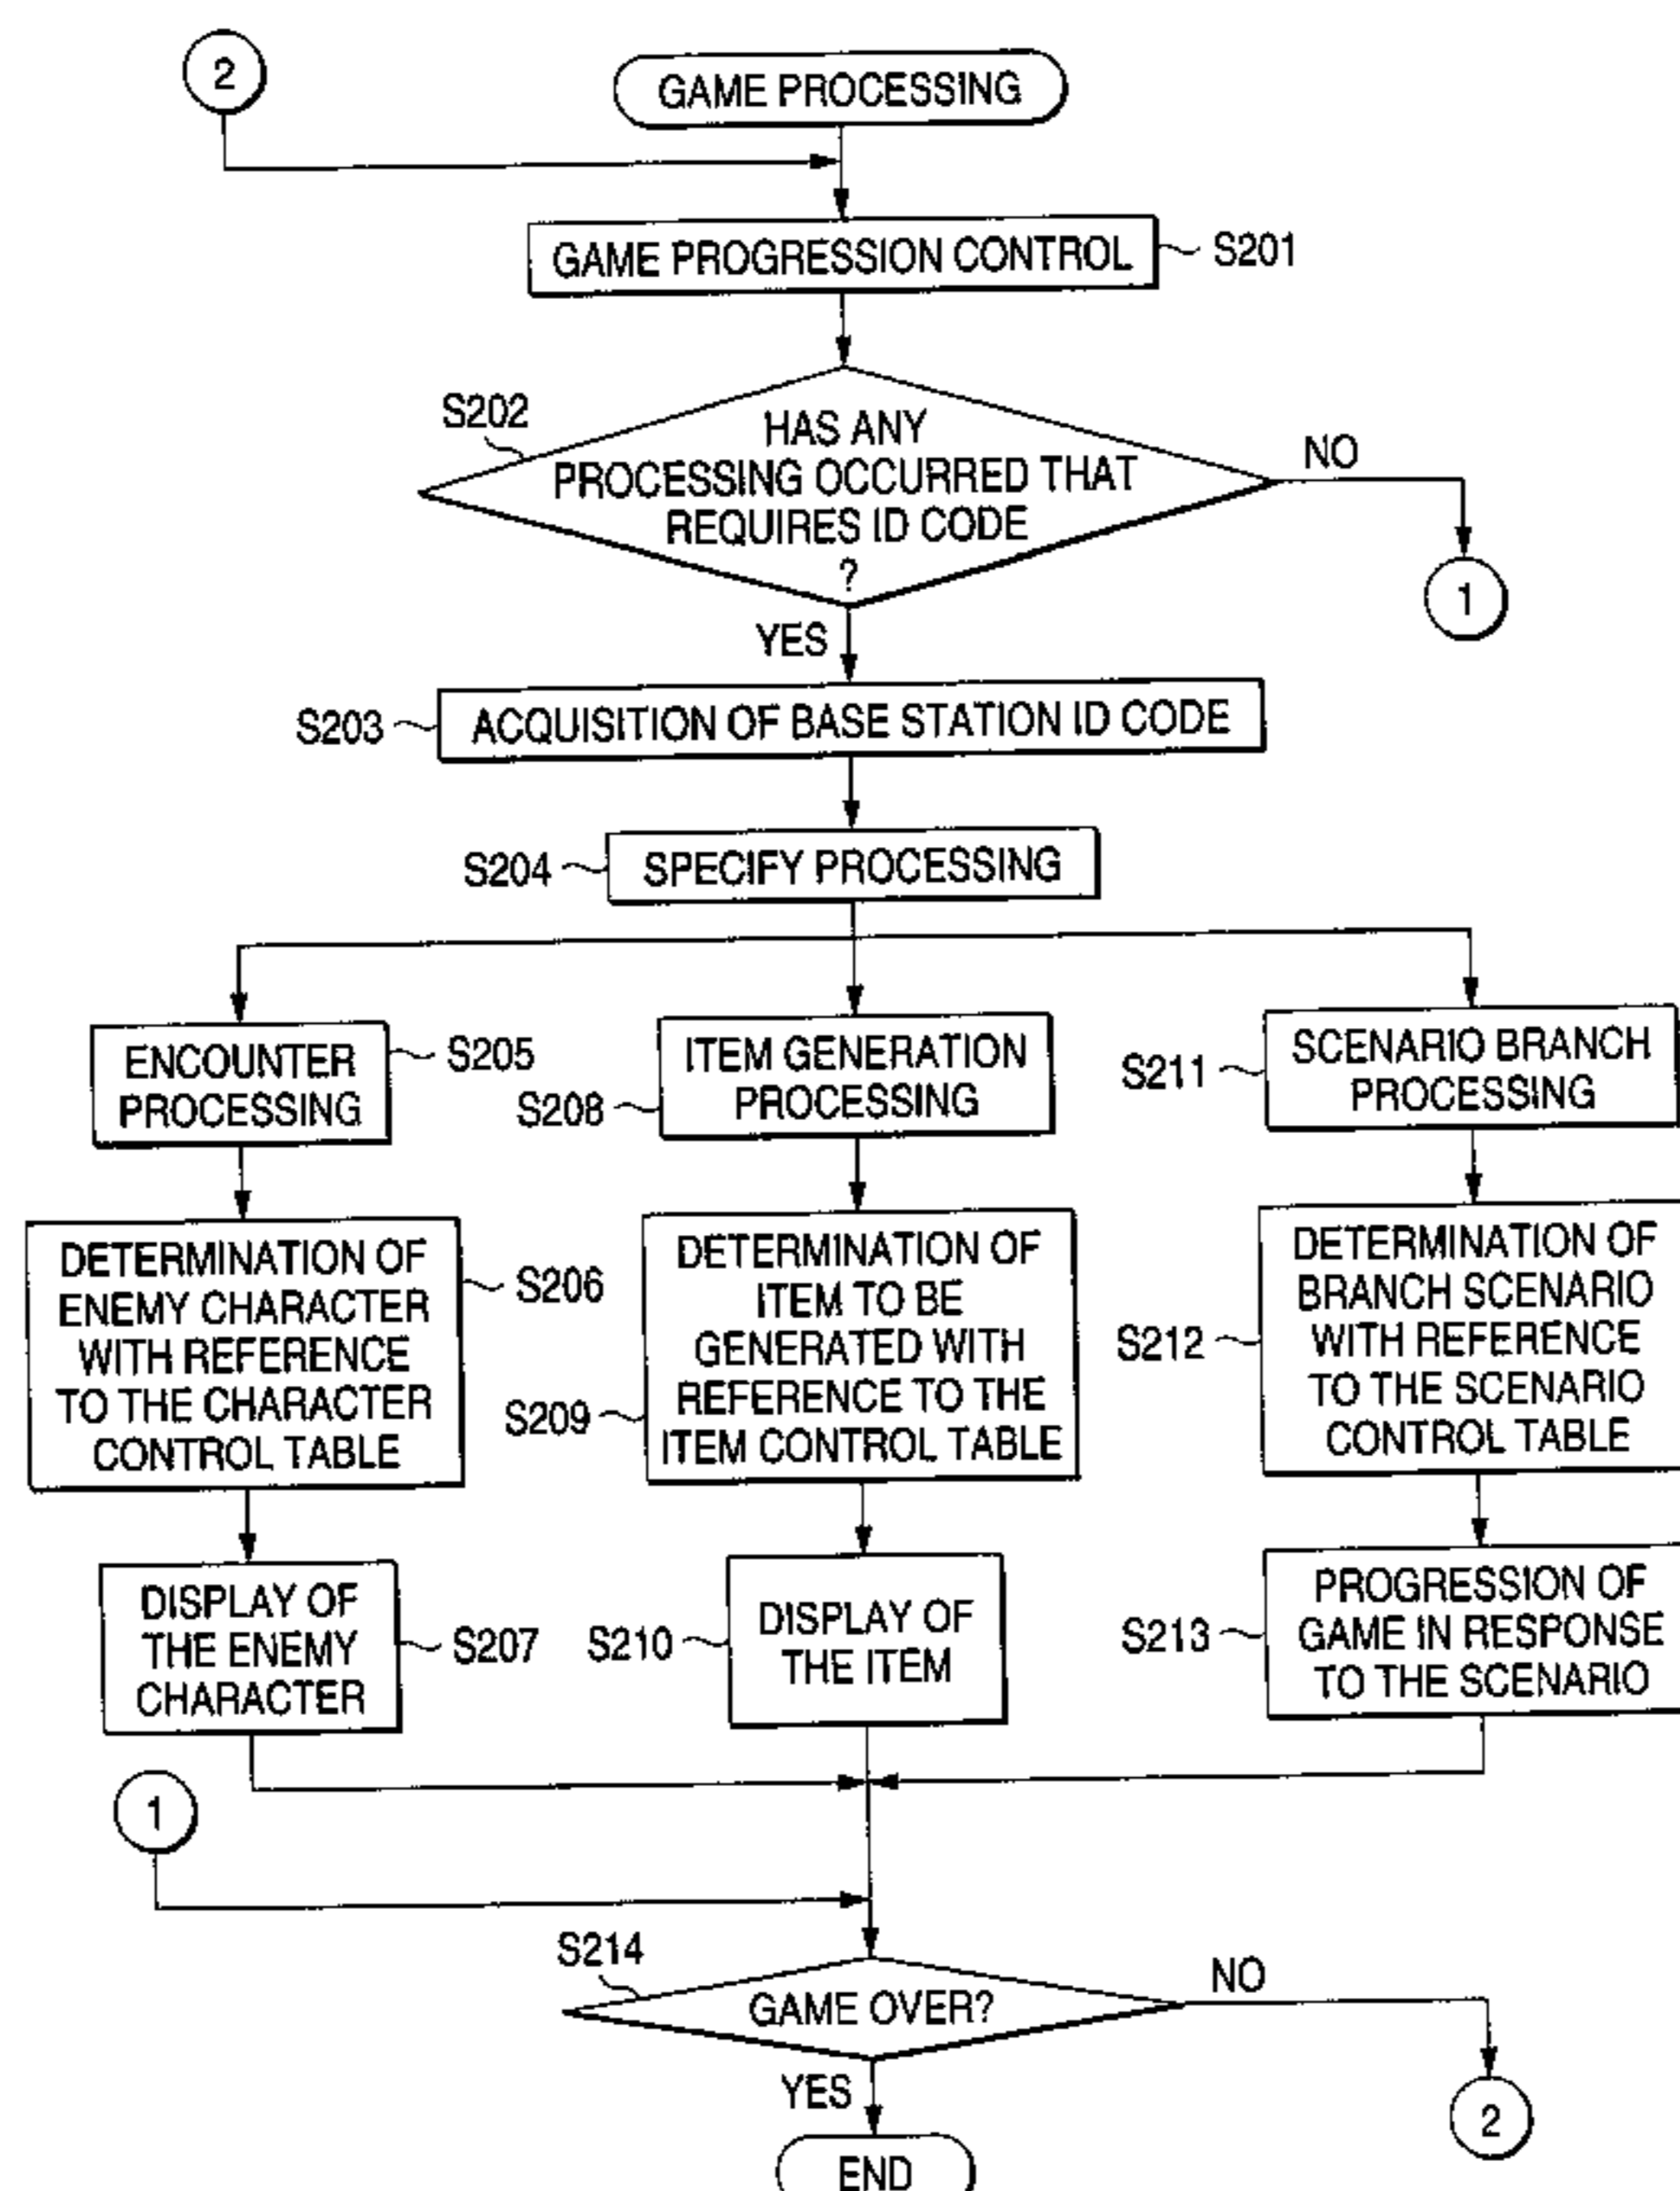 2
GAME PROCESSING
GAME PROGRESSION CONTROL
S201
S202
HAS ANY
PROCESSING OCCURRED THAT
REQUIRES ID CODE
?
NO
1
YES
S203
ACQUISITION OF BASE STATION ID CODE
S204
SPECIFY PROCESSING
ENCOUNTER
PROCESSING
S205
S208
ITEM GENERATION
PROCESSING
S211
SCENARIO BRANCH
PROCESSING
DETERMINATION OF
ENEMY CHARACTER
WITH REFERENCE
TO THE CHARACTER
CONTROL TABLE
S206
S209
DETERMINATION OF
ITEM TO BE
GENERATED WITH
REFERENCE TO THE
ITEM CONTROL TABLE
S212
DETERMINATION OF
BRANCH SCENARIO
WITH REFERENCE
TO THE SCENARIO
CONTROL TABLE
DISPLAY OF
THE ENEMY
CHARACTER
S207
S210
DISPLAY OF
THE ITEM
S213
PROGRESSION OF
GAME IN RESPONSE
TO THE SCENARIO
1
S214
GAME OVER?
NO
YES
2
END